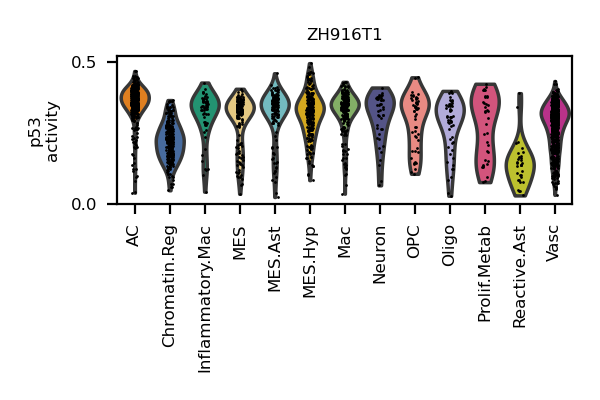 ZH916T1
0.5
p53
activity
0.0
AC
Chromatin.Reg
Inflammatory.Mac
MES
MES.Ast
MES.Hyp
Mac
Neuron
OPC
Oligo
Prolif.Metab
Reactive.Ast
Vasc